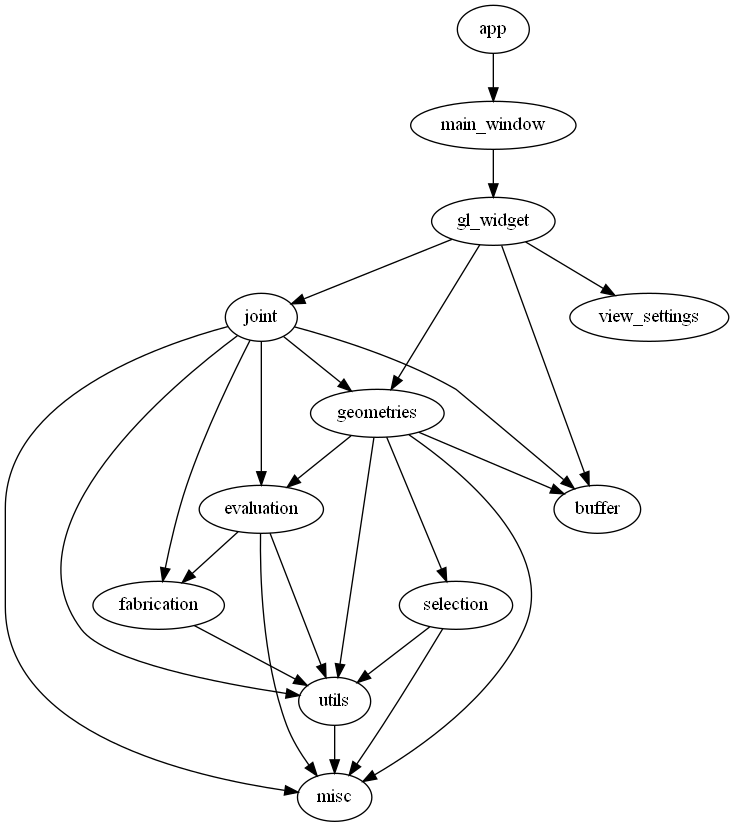 app
main_window
gl_widget
joint
view_settings
geometries
evaluation
buffer
fabrication
selection
utils
misc